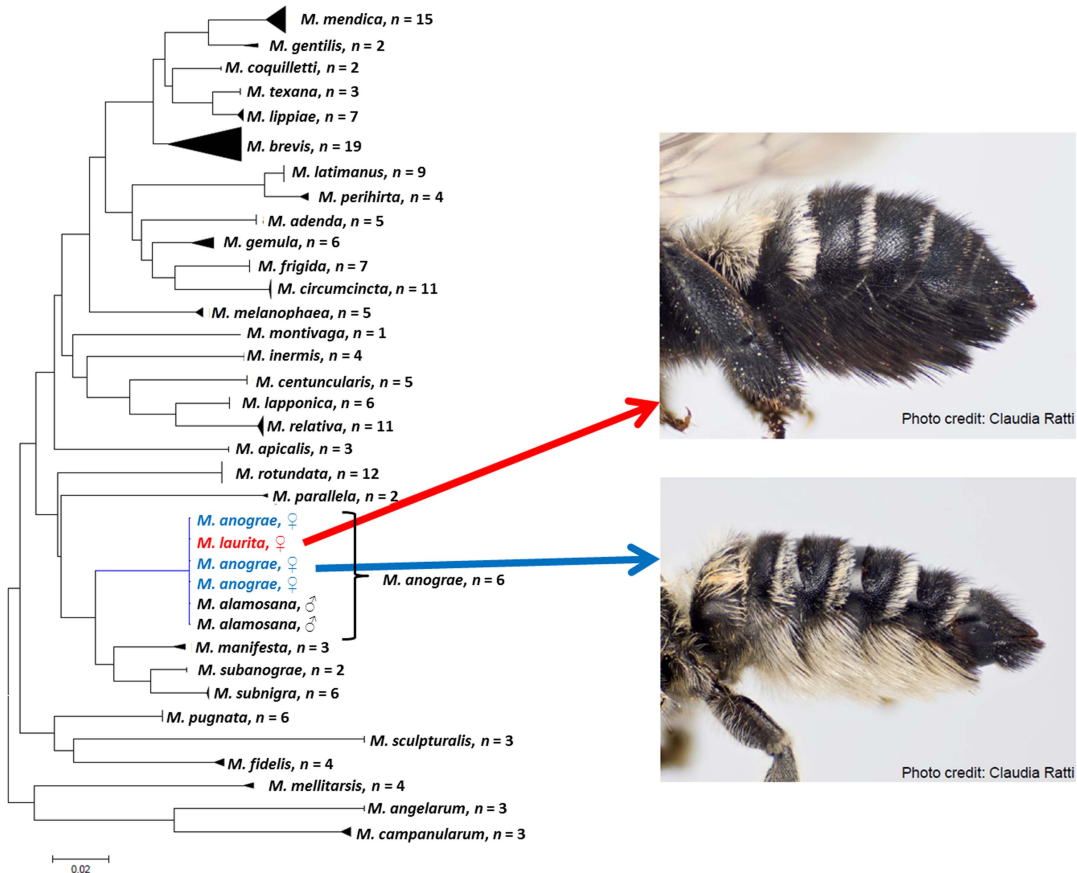 M. mendica, n = 15
M. gentilis, n = 2
M. coquilletti, n = 2
M. texana, n = 3
M. lippiae, n = 7
M. brevis, n = 19
M. latimanus, n = 9
M. perihirta, n = 4
M. adenda, n = 5
M. gemula, n = 6
M. frigida, n = 7
M. circumcincta, n = 11
M. melanophaea, n = 5
M. montivaga, n = 1
M. inermis, n = 4
M. centuncularis, n = 5
M. lapponica, n = 6
M. relativa, n = 11
M. apicalis, n = 3
M. rotundata, n = 12
M. parallela, n = 2
M. anograe, ♀
M. laurita, ♀
M. anograe, ♀
M. anograe, ♀
M. alamosana, ♂
M. alamosana, ♂
M. anograe, n = 6
M. manifesta, n = 3
M. subanograe, n = 2
M. subnigra, n = 6
M. pugnata, n = 6
M. sculpturalis, n = 3
M. fidelis, n = 4
M. mellitarsis, n = 4
M. angelarum, n = 3
M. campanularum, n = 3
0.02
Photo credit: Claudia Ratti
Photo credit: Claudia Ratti